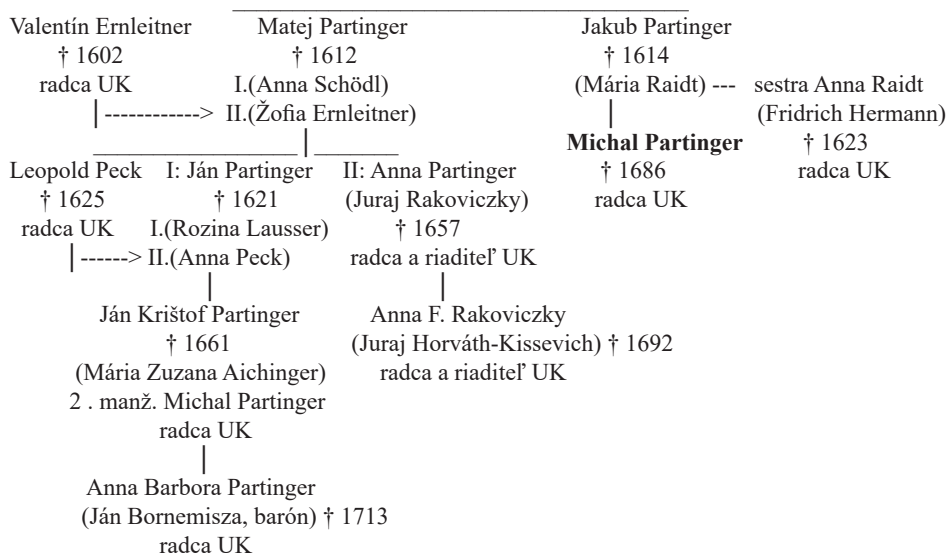 Valentín Ernleitner Matej Partinger Jakub Partinger
† 1602 † 1612 † 1614
radca UK I.(Anna Schödl) (Mária Raidt) --- sestra Anna Raidt
|------------> II.(Žofia Ernleitner) (Fridrich Hermann)
Michal Partinger † 1623
Leopold Peck I: Ján Partinger II: Anna Partinger † 1686 radca UK
† 1625 † 1621 (Juraj Rakoviczky) radca UK
radca UK I.(Rozina Lausser) † 1657
|------> II.(Anna Peck) radca a riaditeľ UK
Ján Krištof Partinger Anna F. Rakoviczky
† 1661 (Juraj Horváth-Kissevich) † 1692
(Mária Zuzana Aichinger) radca a riaditeľ UK
2 . manž. Michal Partinger
radca UK
Anna Barbora Partinger
(Ján Bornemisza, barón) † 1713
radca UK